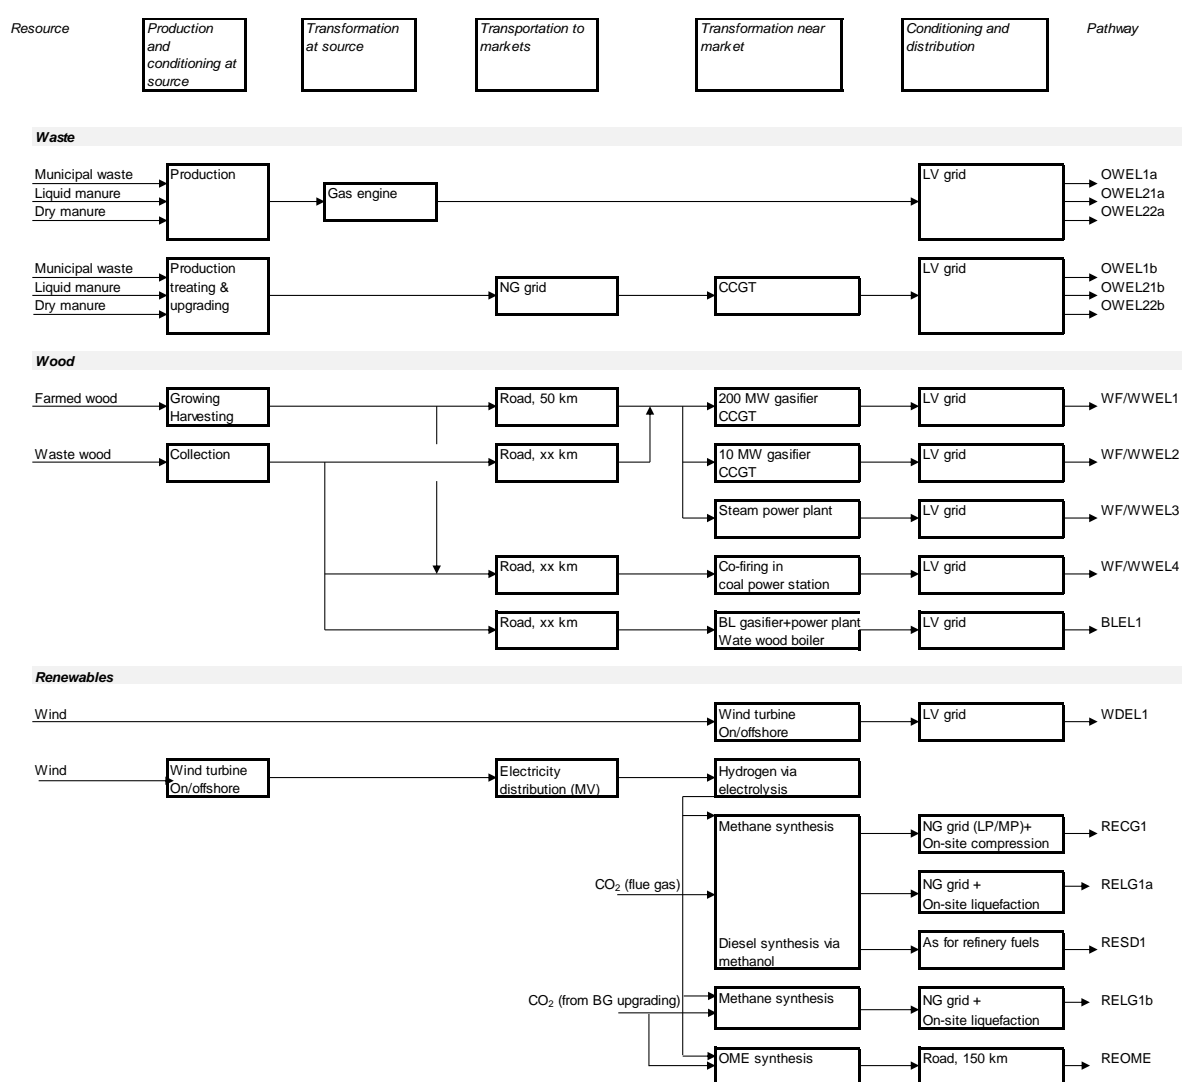 Resource
Production
and
conditioning at
source
Transformation
at source
Transportation to
markets
Transformation near
market
Conditioning and
distribution
Pathway
Waste
Municipal waste
Liquid manure
Dry manure
Production
Gas engine
LV grid
OWEL1a
OWEL21a
OWEL22a
Municipal waste
Liquid manure
Dry manure
Production
treating &
upgrading
NG grid
CCGT
LV grid
OWEL1b
OWEL21b
OWEL22b
Wood
Farmed wood
Growing
Harvesting
Road, 50 km
200 MW gasifier
CCGT
LV grid
WF/WWEL1
Waste wood
Collection
Road, xx km
10 MW gasifier
CCGT
LV grid
WF/WWEL2
Steam power plant
LV grid
WF/WWEL3
Road, xx km
Co-firing in
coal power station
LV grid
WF/WWEL4
Road, xx km
BL gasifier+power plant
Wate wood boiler
LV grid
BLEL1
Renewables
Wind
Wind turbine
On/offshore
LV grid
WDEL1
Wind
Wind turbine
On/offshore
Electricity
distribution (MV)
Hydrogen via
electrolysis
Methane synthesis
NG grid (LP/MP)+
On-site compression
RECG1
CO₂ (flue gas)
NG grid +
On-site liquefaction
RELG1a
Diesel synthesis via
methanol
As for refinery fuels
RESD1
CO₂ (from BG upgrading)
Methane synthesis
NG grid +
On-site liquefaction
RELG1b
OME synthesis
Road, 150 km
REOME